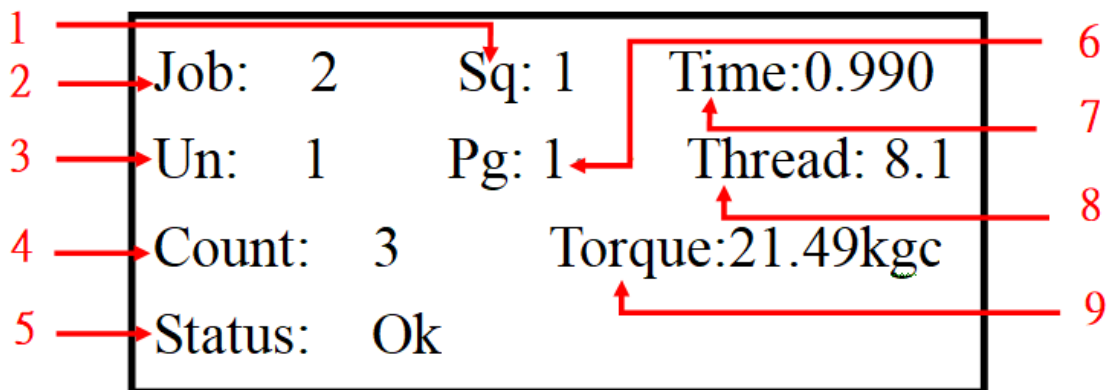 1
2 Job: 2 Sq: 1 Time:0.990 6
7
3 Un: 1 Pg: 1 Thread: 8.1
8
4 Count: 3 Torque:21.49kgc
9
5 Status: Ok